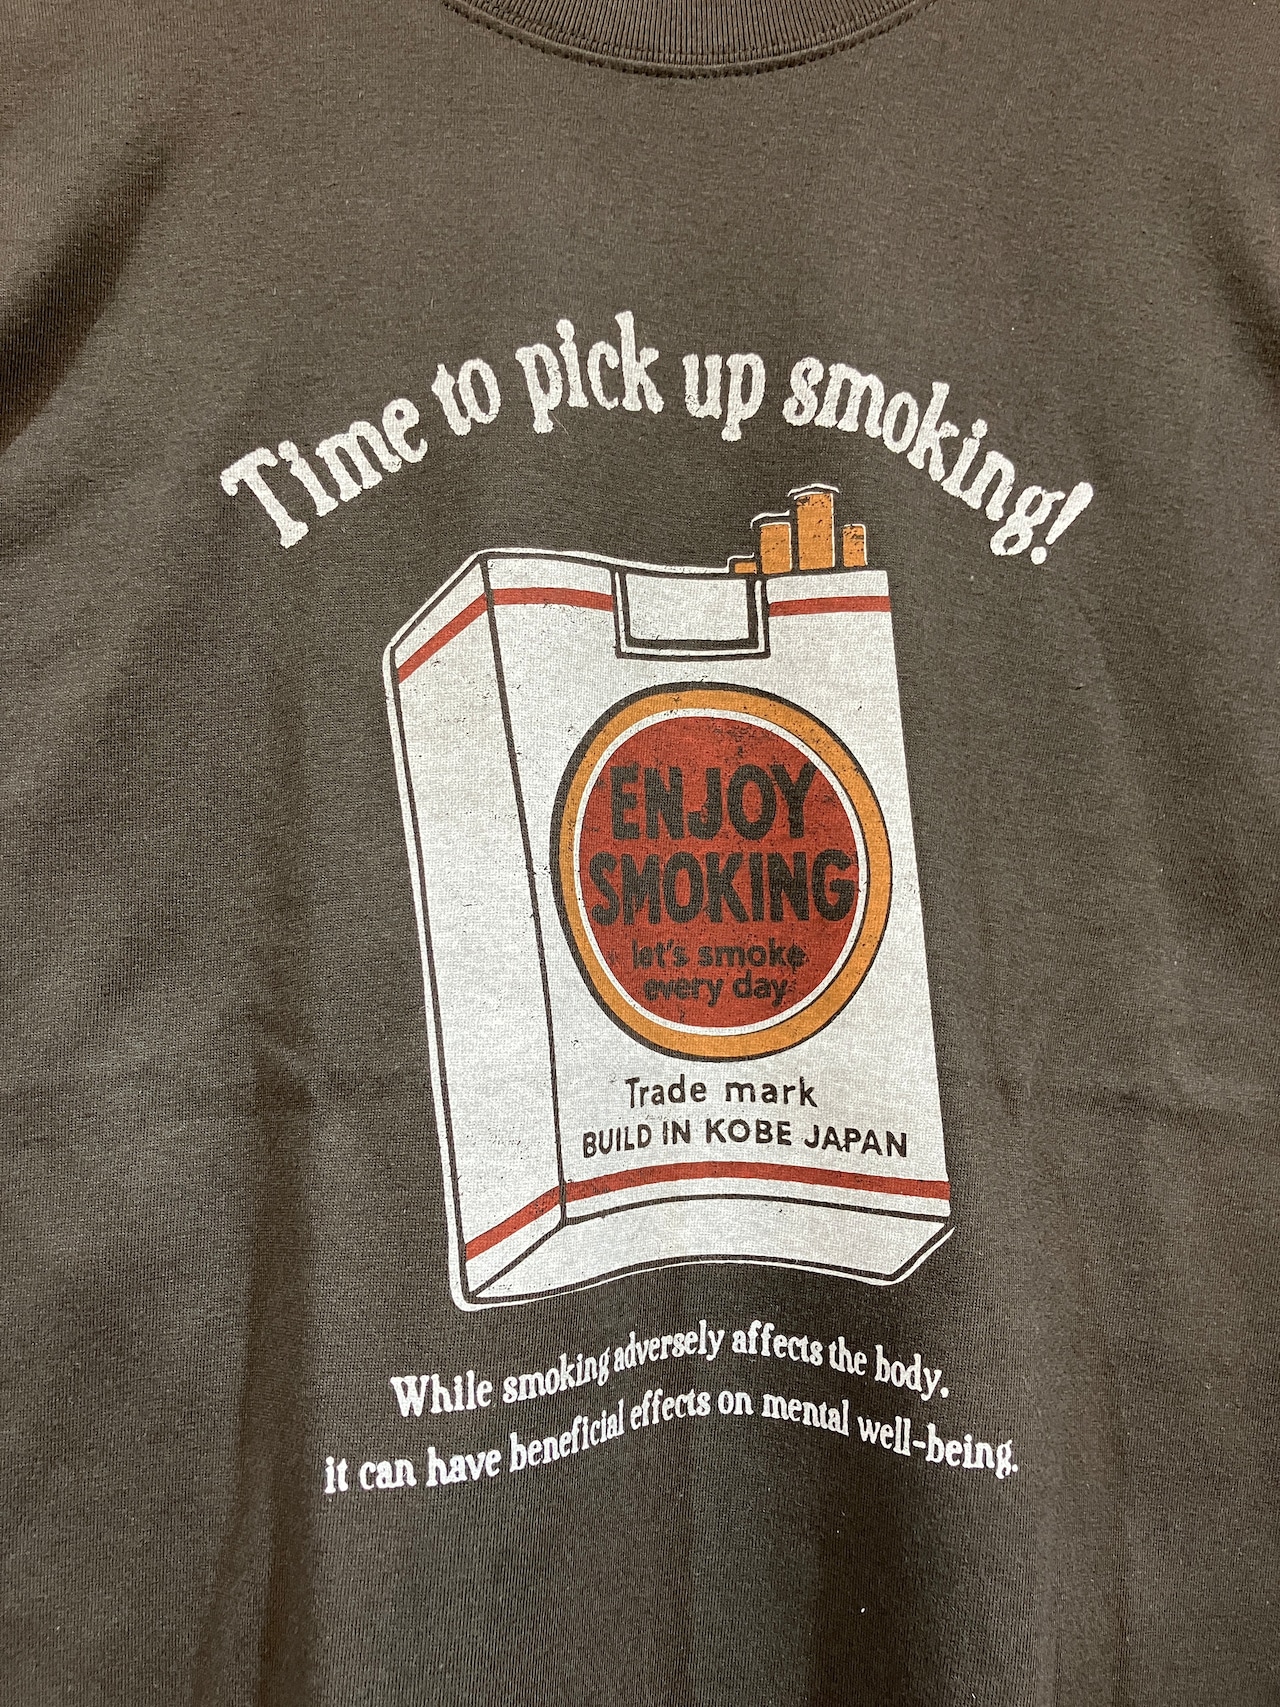 Time to pick up smoking!
ENJOY
SMOKING
let's smoke
every day
Trade mark
BUILD IN KOBE JAPAN
While smoking adversely affects the body.
it can have beneficial effects on mental well-being.